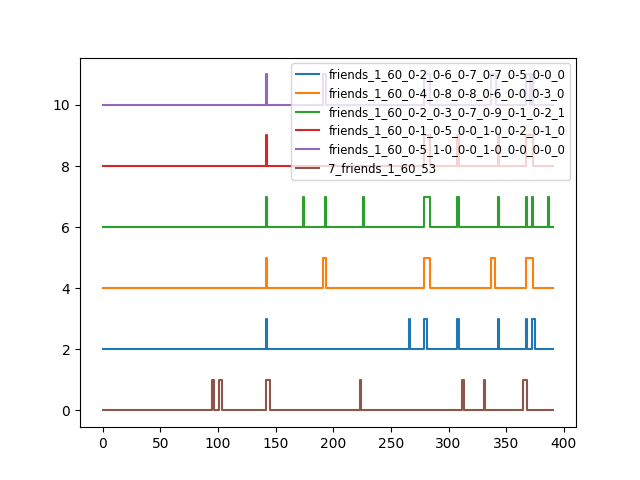 friends_1_60_0-2_0-6_0-7_0-7_0-5_0-0_0
friends_1_60_0-4_0-8_0-8_0-6_0-0_0-3_0
friends_1_60_0-2_0-3_0-7_0-9_0-1_0-2_1
friends_1_60_0-1_0-5_0-0_1-0_0-2_0-1_0
friends_1_60_0-5_1-0_0-0_1-0_0-0_0-0_0
7_friends_1_60_53
10
8
6
4
2
0
0 50 100 150 200 250 300 350 400